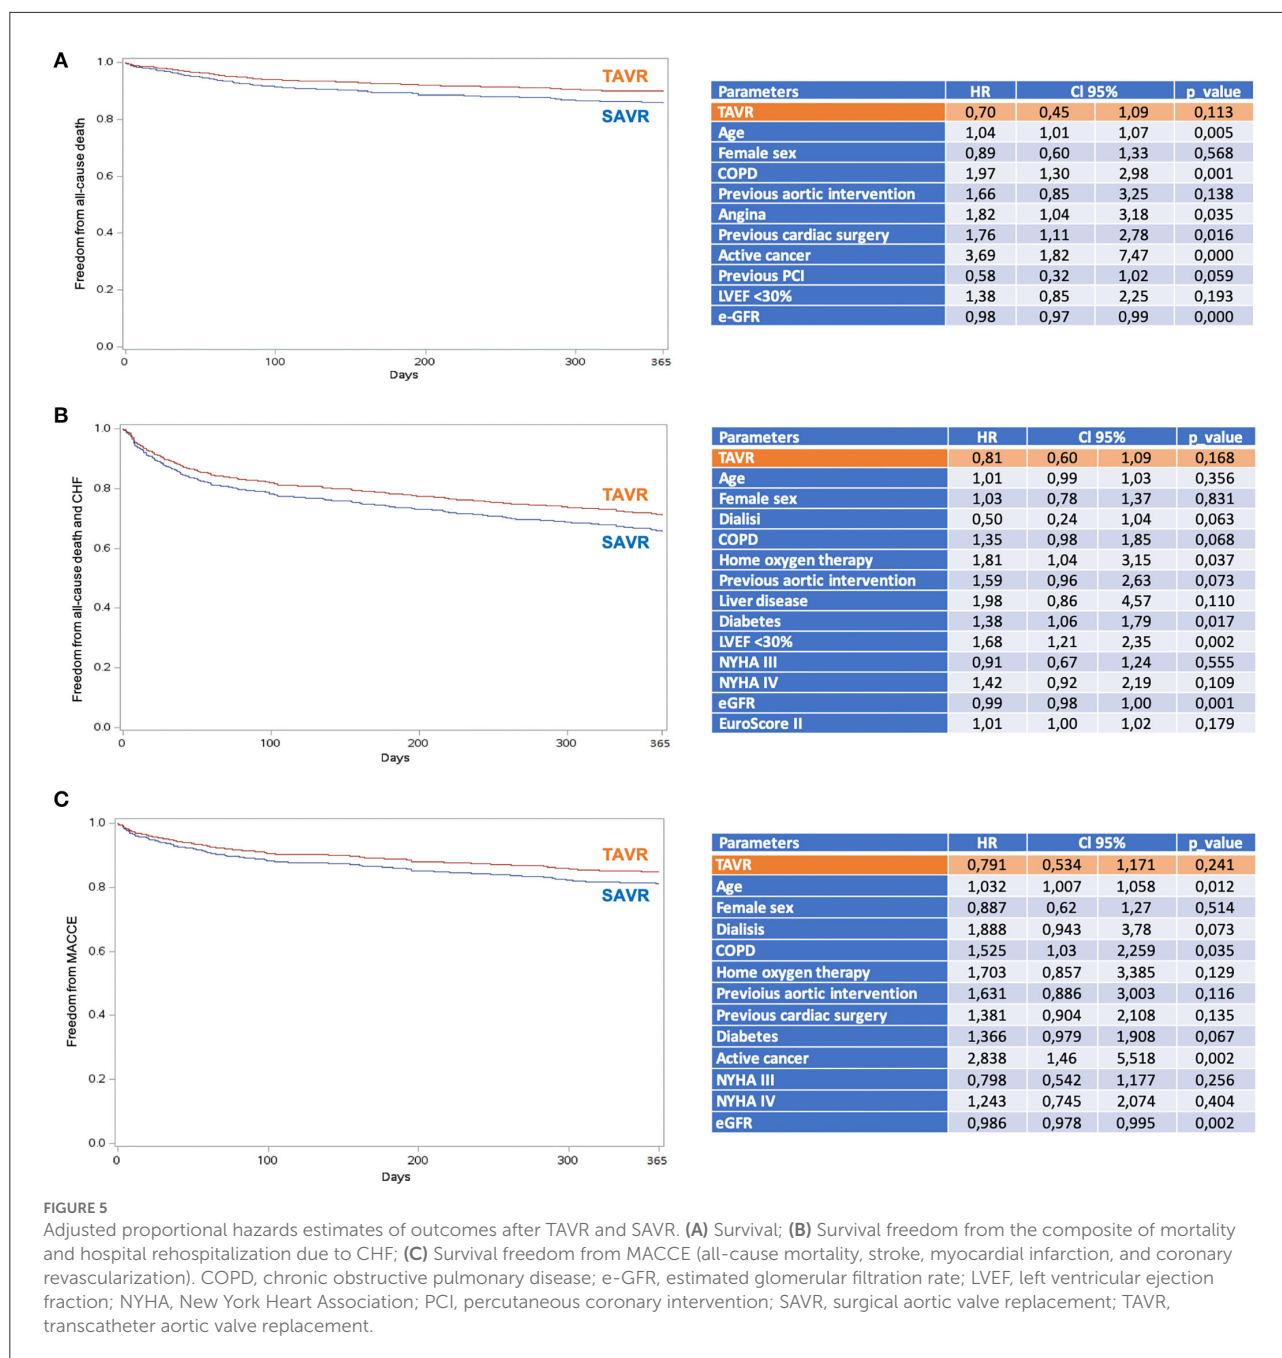 A
Freedom from all-cause death
1.0
0.8
0.6
0.4
0.2
0.0
TAVR
SAVR
0 100 200 300 365
Days
Parameters HR CI 95% p_value
TAVR 0,70 0,45 1,09 0,113
Age 1,04 1,01 1,07 0,005
Female sex 0,89 0,60 1,33 0,568
COPD 1,97 1,30 2,98 0,001
Previous aortic intervention 1,66 0,85 3,25 0,138
Angina 1,82 1,04 3,18 0,035
Previous cardiac surgery 1,76 1,11 2,78 0,016
Active cancer 3,69 1,82 7,47 0,000
Previous PCI 0,58 0,32 1,02 0,059
LVEF <30% 1,38 0,85 2,25 0,193
e-GFR 0,98 0,97 0,99 0,000
B
Freedom from all-cause death and CHF
1.0
0.8
0.6
0.4
0.2
0.0
TAVR
SAVR
0 100 200 300 365
Days
Parameters HR CI 95% p_value
TAVR 0,81 0,60 1,09 0,168
Age 1,01 0,99 1,03 0,356
Female sex 1,03 0,78 1,37 0,831
Dialisi 0,50 0,24 1,04 0,063
COPD 1,35 0,98 1,85 0,068
Home oxygen therapy 1,81 1,04 3,15 0,037
Previous aortic intervention 1,59 0,96 2,63 0,073
Liver disease 1,98 0,86 4,57 0,110
Diabetes 1,38 1,06 1,79 0,017
LVEF <30% 1,68 1,21 2,35 0,002
NYHA III 0,91 0,67 1,24 0,555
NYHA IV 1,42 0,92 2,19 0,109
eGFR 0,99 0,98 1,00 0,001
EuroScore II 1,01 1,00 1,02 0,179
C
Freedom from MACCE
1.0
0.8
0.6
0.4
0.2
0.0
TAVR
SAVR
0 100 200 300 365
Days
Parameters HR CI 95% p_value
TAVR 0,791 0,534 1,171 0,241
Age 1,032 1,007 1,058 0,012
Female sex 0,887 0,62 1,27 0,514
Dialisis 1,888 0,943 3,78 0,073
COPD 1,525 1,03 2,259 0,035
Home oxygen therapy 1,703 0,857 3,385 0,129
Previoius aortic intervention 1,631 0,886 3,003 0,116
Previous cardiac surgery 1,381 0,904 2,108 0,135
Diabetes 1,366 0,979 1,908 0,067
Active cancer 2,838 1,46 5,518 0,002
NYHA III 0,798 0,542 1,177 0,256
NYHA IV 1,243 0,745 2,074 0,404
eGFR 0,986 0,978 0,995 0,002
FIGURE 5
Adjusted proportional hazards estimates of outcomes after TAVR and SAVR. (A) Survival; (B) Survival freedom from the composite of mortality
and hospital rehospitalization due to CHF; (C) Survival freedom from MACCE (all-cause mortality, stroke, myocardial infarction, and coronary
revascularization). COPD, chronic obstructive pulmonary disease; e-GFR, estimated glomerular filtration rate; LVEF, left ventricular ejection
fraction; NYHA, New York Heart Association; PCI, percutaneous coronary intervention; SAVR, surgical aortic valve replacement; TAVR,
transcatheter aortic valve replacement.